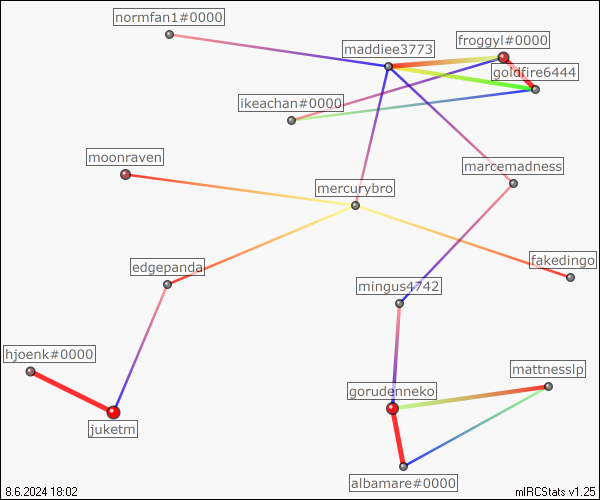 normfan1#0000
froggyl#0000
maddiee3773
goldfire6444
ikeachan#0000
moonraven
marcemadness
mercurybro
edgepanda
fakedingo
mingus4742
hjoenk#0000
mattnesslp
gorudenneko
juketm
albamare#0000
8.6.2024 18:02
mIRCStats v1.25